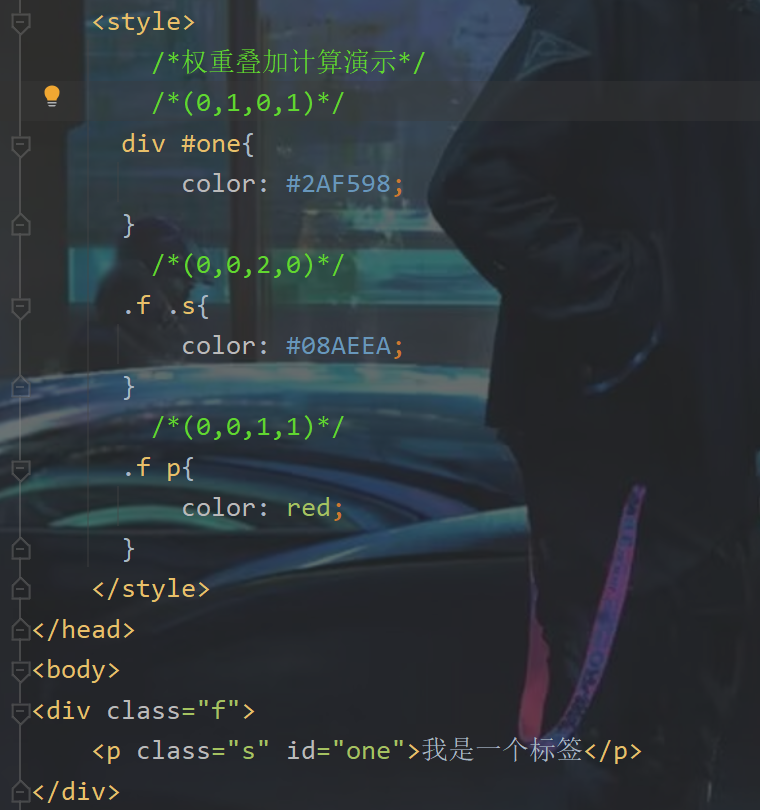 <style>
/*权重叠加计算演示*/
/*(0,1,0,1)*/
div #one{
color: #2AF598;
}
/*(0,0,2,0)*/
.f .s{
color: #08AEEA;
}
/*(0,0,1,1)*/
.f p{
color: red;
}
</style>
</head>
<body>
<div class="f">
<p class="s" id="one">我是一个标签</p>
</div>